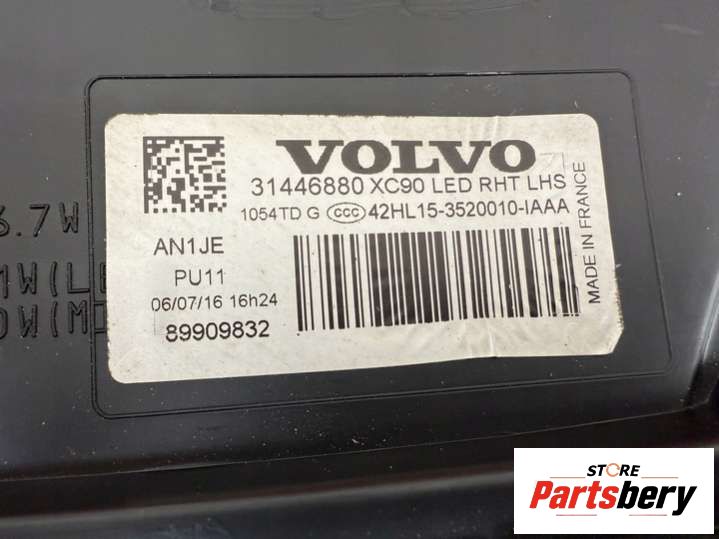 VOLVO
31446880 XC90 LED RHT LHS
1054TD G CCC 42HL15-3520010-IAAA
AN1JE
PU11
06/07/16 16h24
89909832
MADE IN FRANCE
.7W
STORE
Partsbery